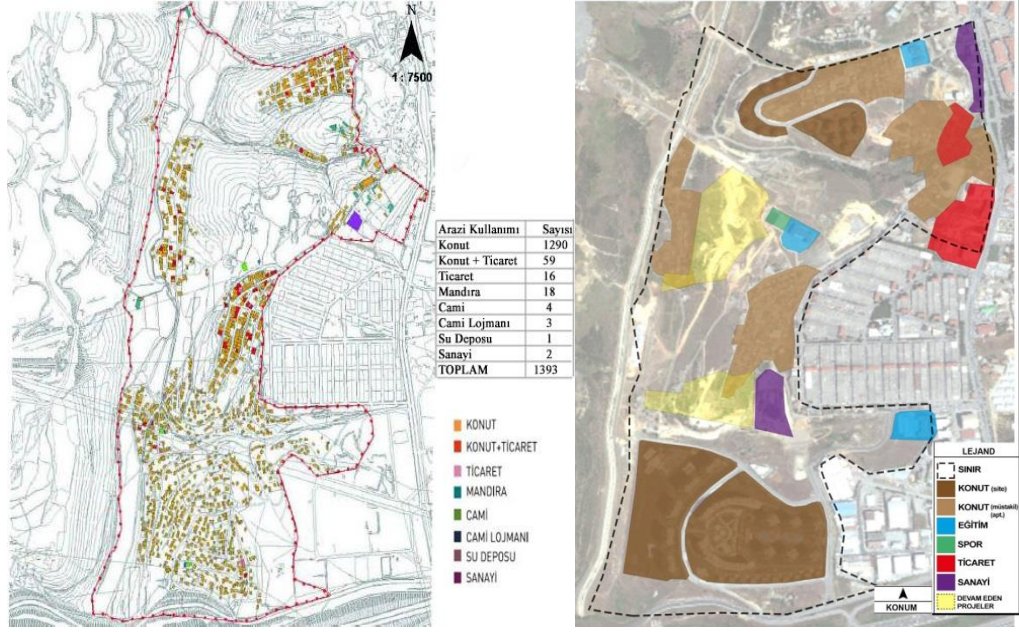 N
1 : 7500
Arazi Kullanımı Sayısı
Konut 1290
Konut + Ticaret 59
Ticaret 16
Mandıra 18
Cami 4
Cami Lojmanı 3
Su Deposu 1
Sanayi 2
TOPLAM 1393
KONUT
KONUT+TİCARET
TİCARET
MANDIRA
CAMİ
CAMİ LOJMANI
SU DEPOSU
SANAYİ
LEJAND
SINIR
KONUT (site)
KONUT (müstakil)
(apt.)
EĞİTİM
SPOR
TİCARET
SANAYİ
DEVAM EDEN
PROJELER
KONUM